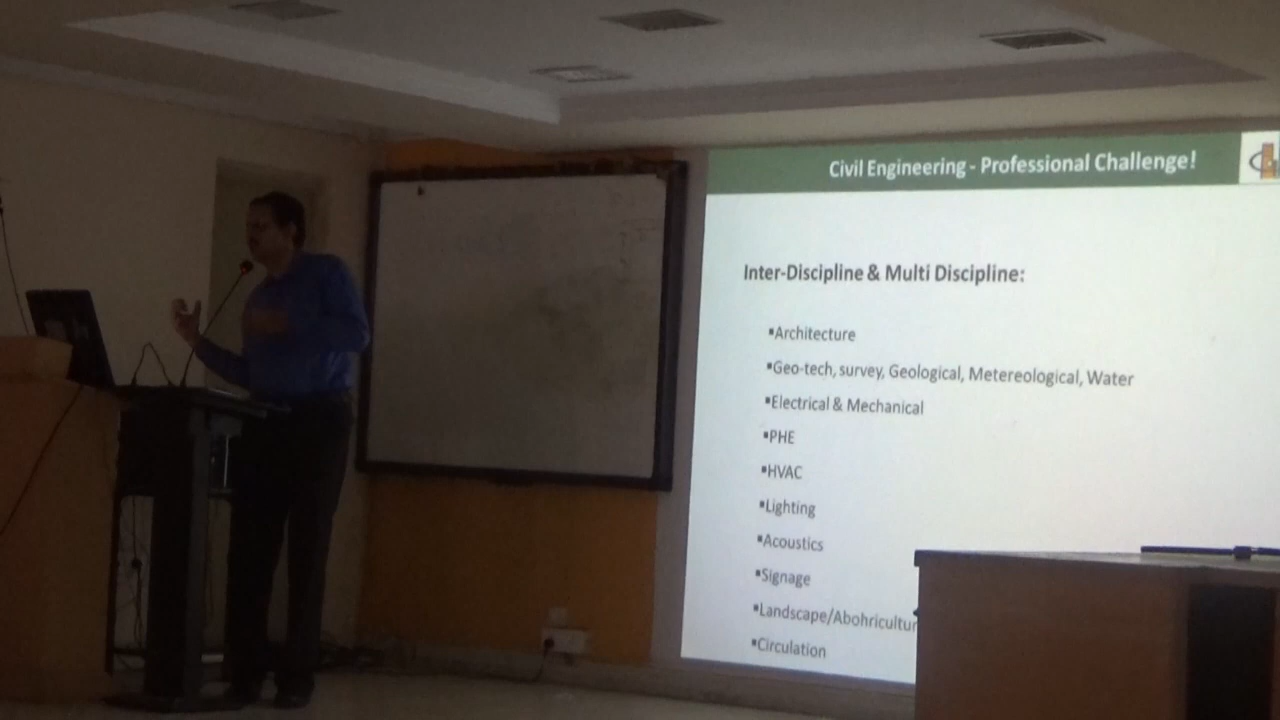 Civil Engineering - Professional Challenge!
Inter-Discipline & Multi Discipline:
▪Architecture
▪Geo-tech, survey, Geological, Metereological, Water
▪Electrical & Mechanical
▪PHE
▪HVAC
▪Lighting
▪Acoustics
▪Signage
▪Landscape/Abohricultur
▪Circulation